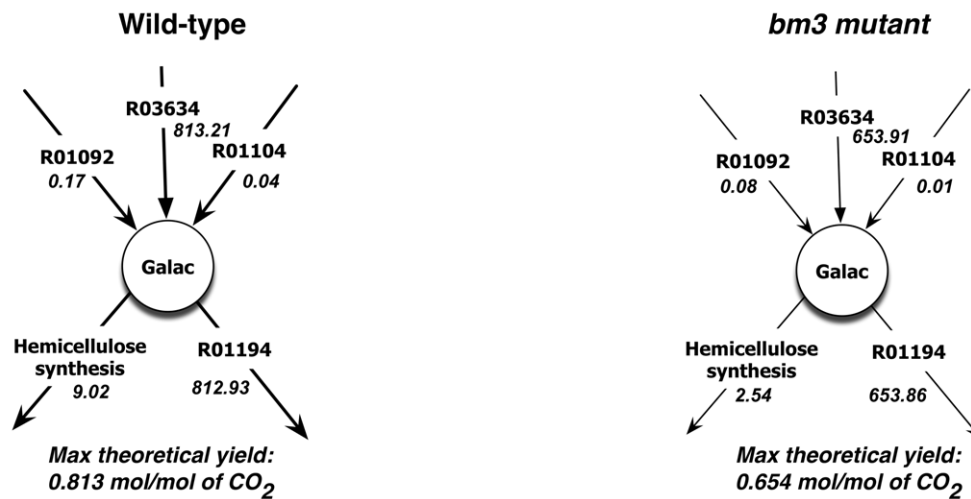 Wild-type
R03634
813.21
R01092
0.17
R01104
0.04
Galac
Hemicellulose
synthesis
9.02
R01194
812.93
Max theoretical yield:
0.813 mol/mol of CO2
bm3 mutant
R03634
653.91
R01092
0.08
R01104
0.01
Galac
Hemicellulose
synthesis
2.54
R01194
653.86
Max theoretical yield:
0.654 mol/mol of CO2